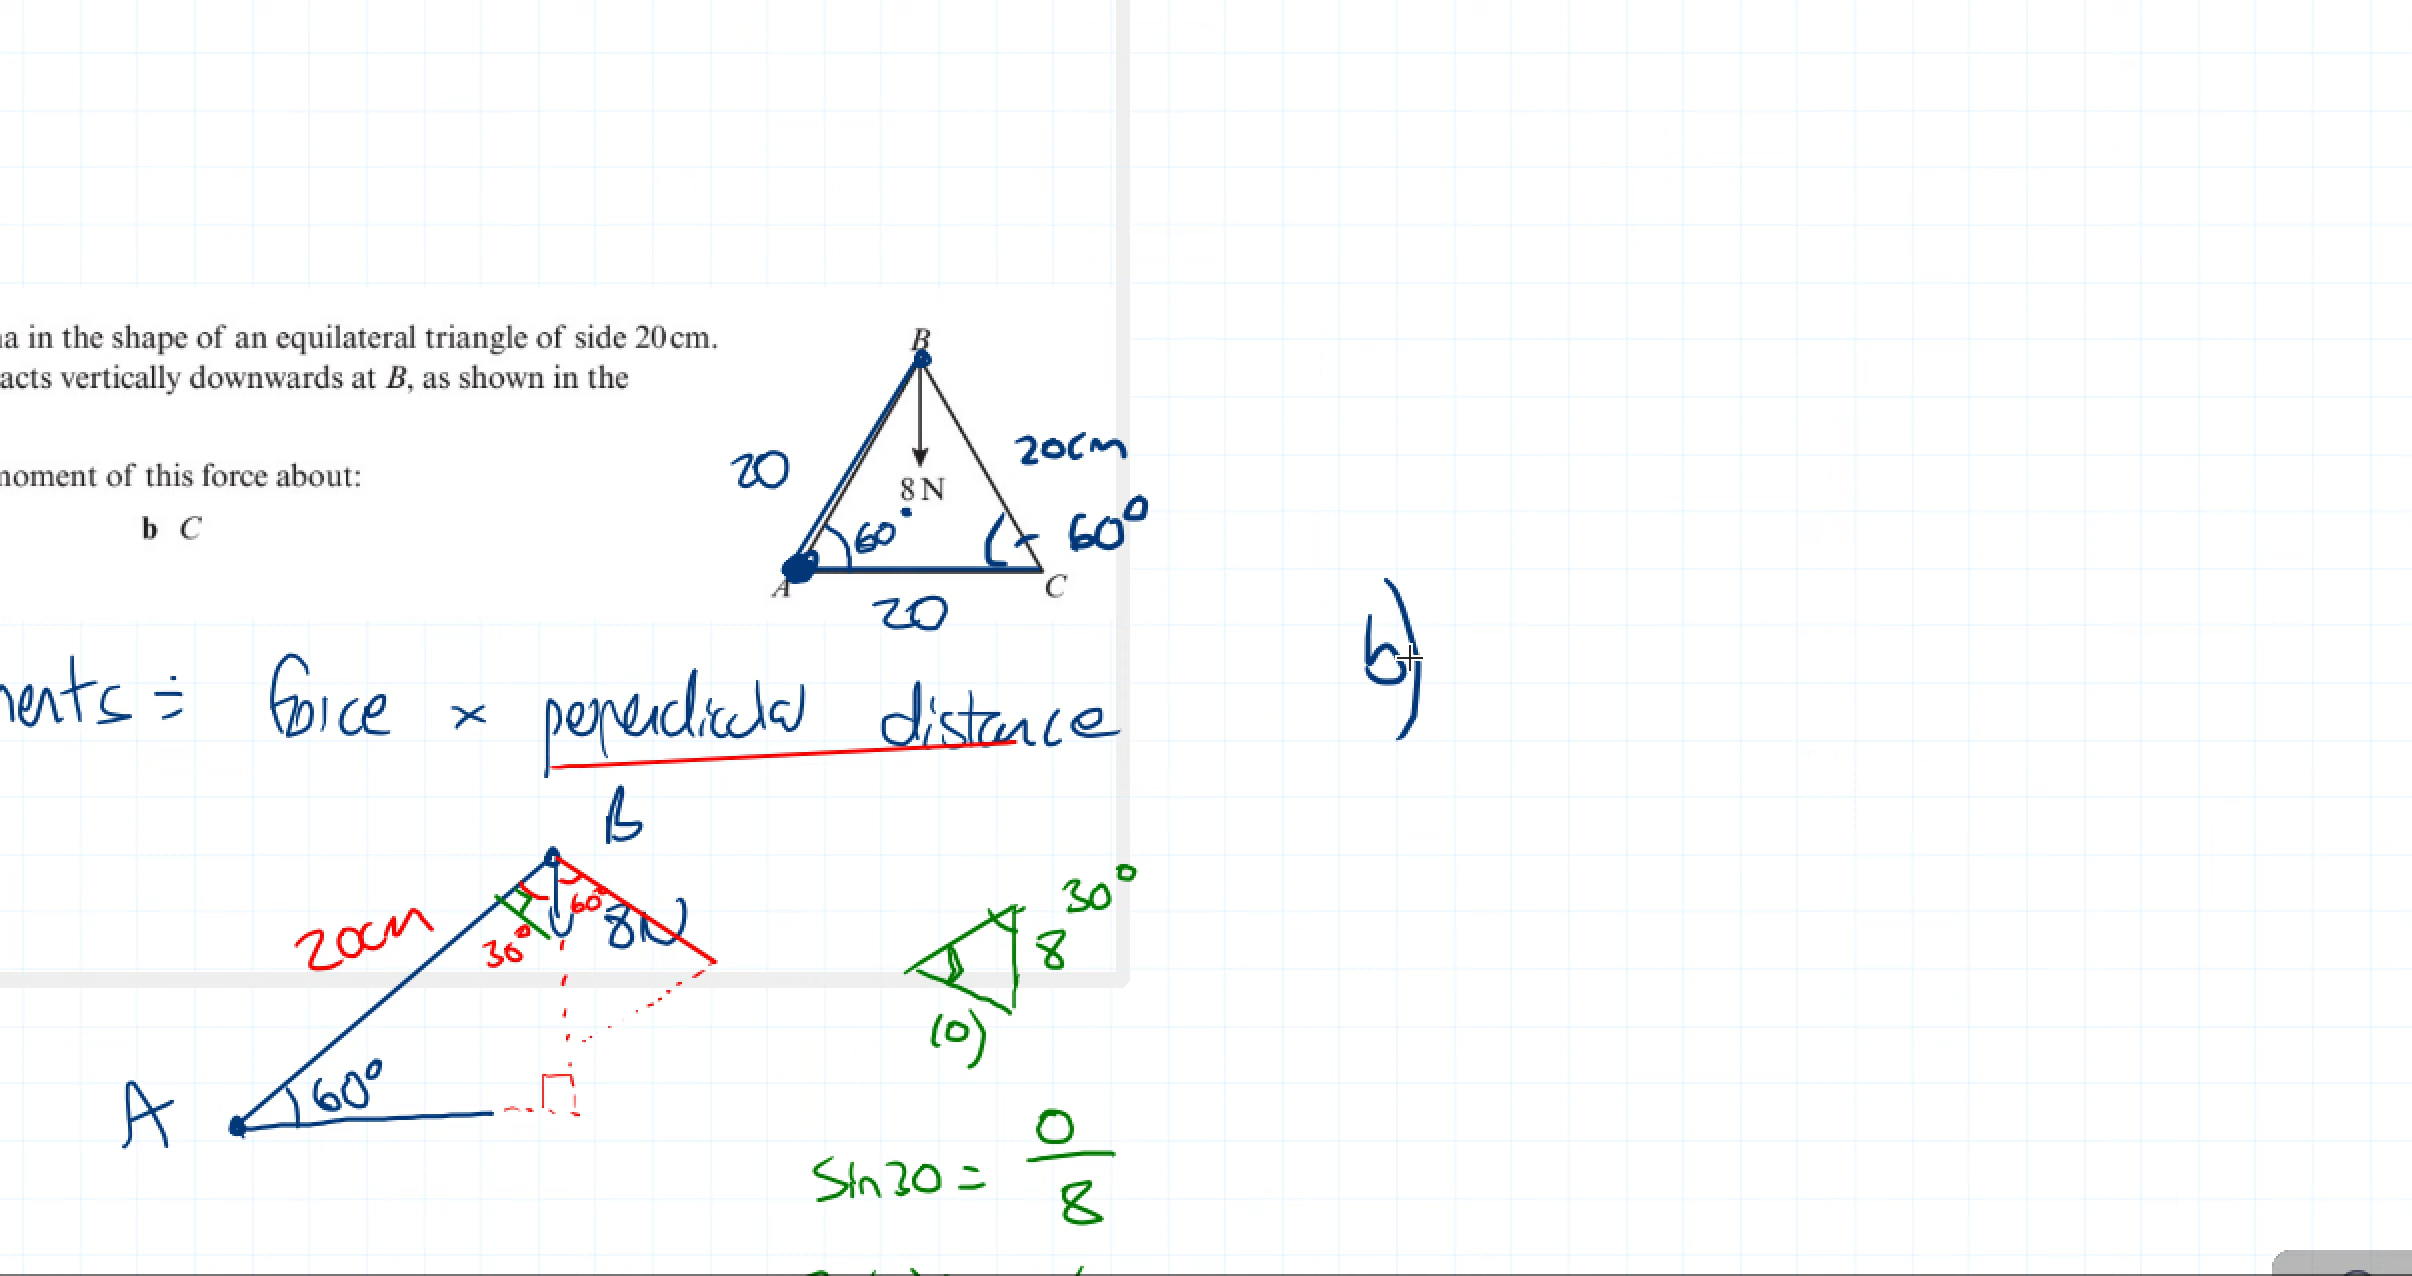 a in the shape of an equilateral triangle of side 20 cm.
acts vertically downwards at B, as shown in the
moment of this force about:
b C
B
20
20cm
8 N
60°
60°
A
C
20
b)
ments = force × perpendicular distance
B
20cm
30°
60°
8N
30°
8
(0)
A
60°
Sin30 = 0/8